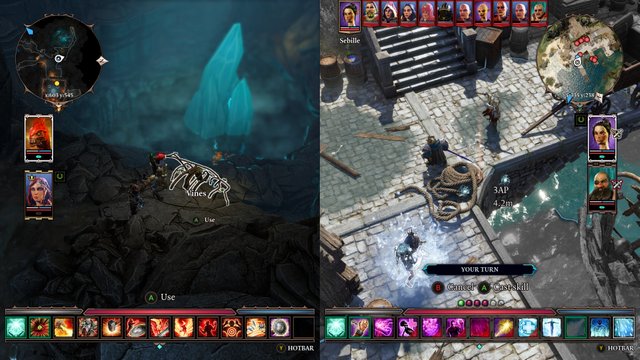 Vines
A Use
A Use
Y HOTBAR
Sebille
3AP
4.2m
YOUR TURN
B Cancel A Cast skill
Y HOTBAR